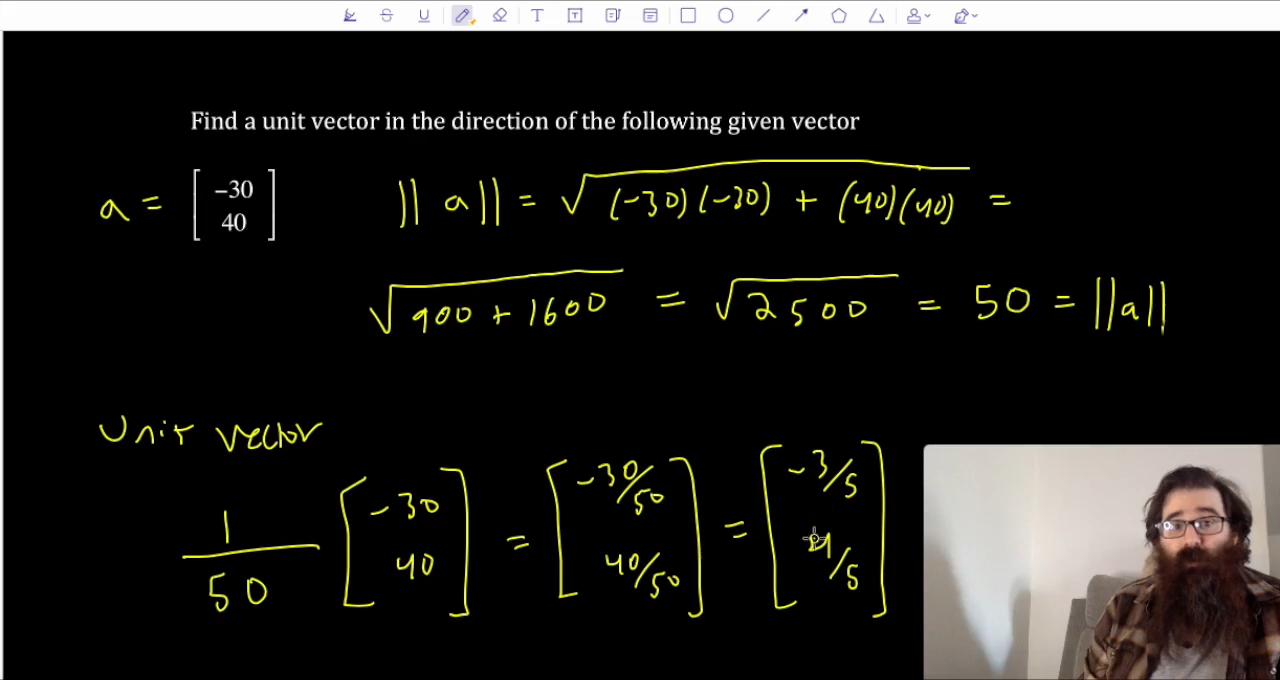 Find a unit vector in the direction of the following given vector
a = [ -30 40 ] || a || = √(-30)(-30) + (40)(40) =
√900 + 1600 = √2500 = 50 = ||a||
Unit vector
1/50 [ -30 40 ] = [ -30/50 40/50 ] = [ -3/5 4/5 ]